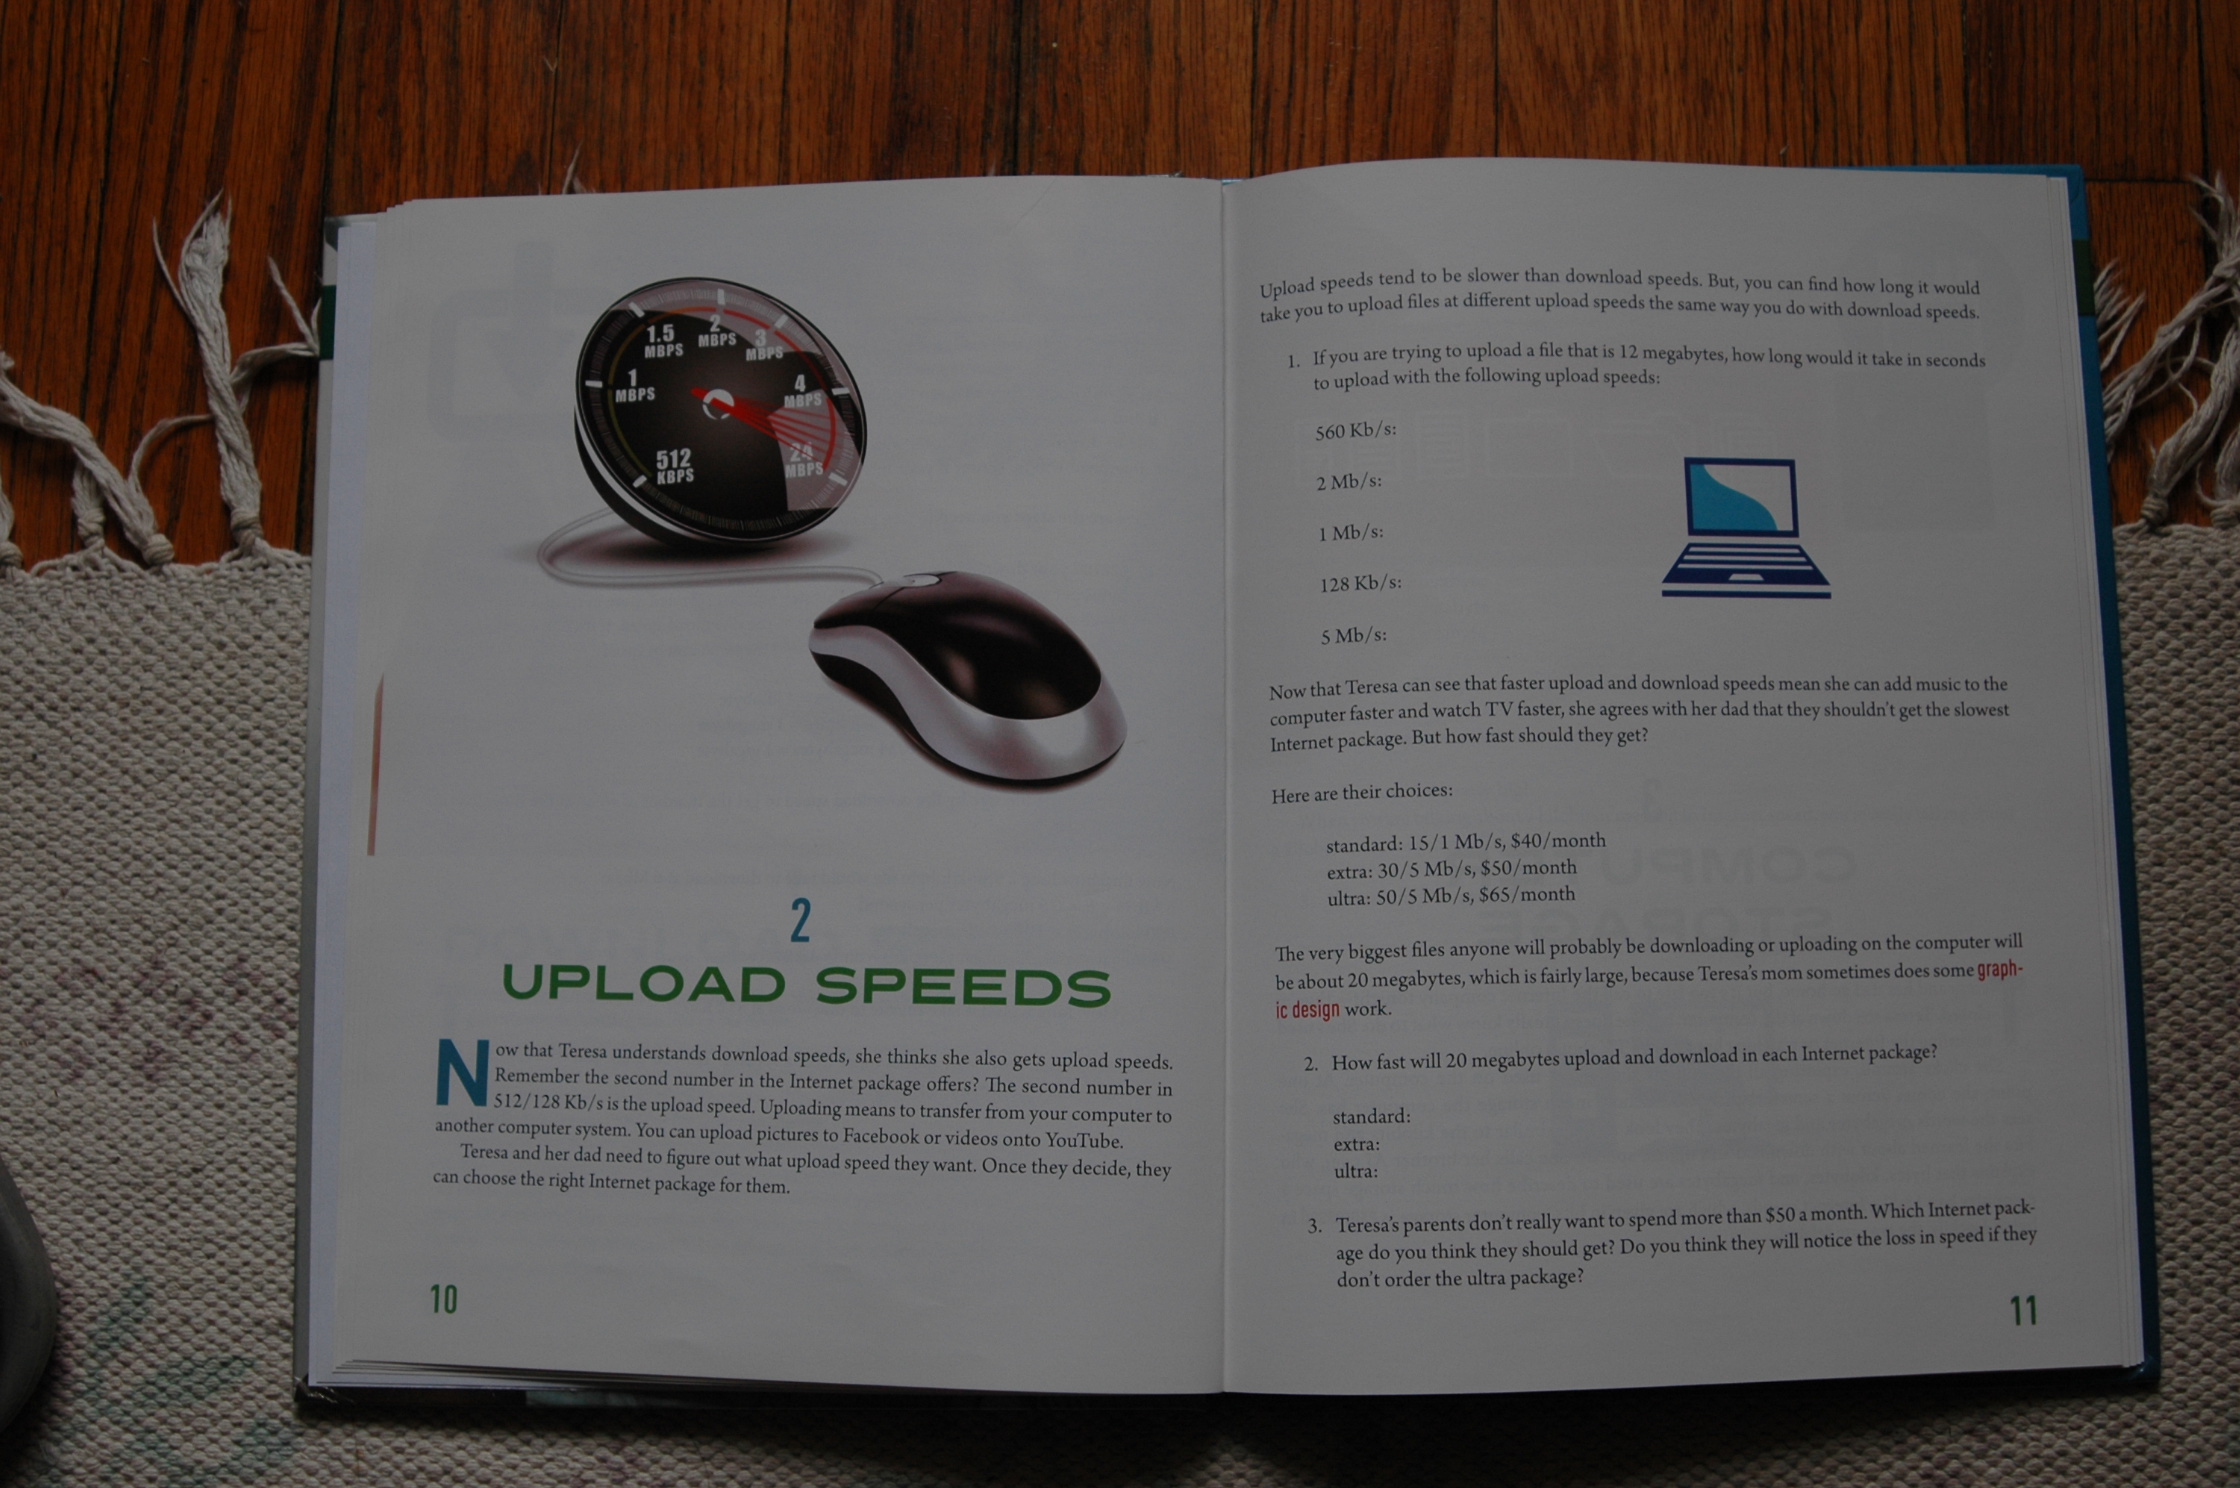 1.5
MBPS
2
MBPS
3
MBPS
1
MBPS
4
MBPS
512
KBPS
24
MBPS
2
UPLOAD SPEEDS
Now that Teresa understands download speeds, she thinks she also gets upload speeds.
Remember the second number in the Internet package offers? The second number in
512/128 Kb/s is the upload speed. Uploading means to transfer from your computer to
another computer system. You can upload pictures to Facebook or videos onto YouTube.
Teresa and her dad need to figure out what upload speed they want. Once they decide, they
can choose the right Internet package for them.
10
Upload speeds tend to be slower than download speeds. But, you can find how long it would
take you to upload files at different upload speeds the same way you do with download speeds.
1. If you are trying to upload a file that is 12 megabytes, how long would it take in seconds
to upload with the following upload speeds:
560 Kb/s:
2 Mb/s:
1 Mb/s:
128 Kb/s:
5 Mb/s:
Now that Teresa can see that faster upload and download speeds mean she can add music to the
computer faster and watch TV faster, she agrees with her dad that they shouldn't get the slowest
Internet package. But how fast should they get?
Here are their choices:
standard: 15/1 Mb/s, $40/month
extra: 30/5 Mb/s, $50/month
ultra: 50/5 Mb/s, $65/month
The very biggest files anyone will probably be downloading or uploading on the computer will
be about 20 megabytes, which is fairly large, because Teresa's mom sometimes does some graph-
ic design work.
2. How fast will 20 megabytes upload and download in each Internet package?
standard:
extra:
ultra:
3. Teresa's parents don't really want to spend more than $50 a month. Which Internet pack-
age do you think they should get? Do you think they will notice the loss in speed if they
don't order the ultra package?
11